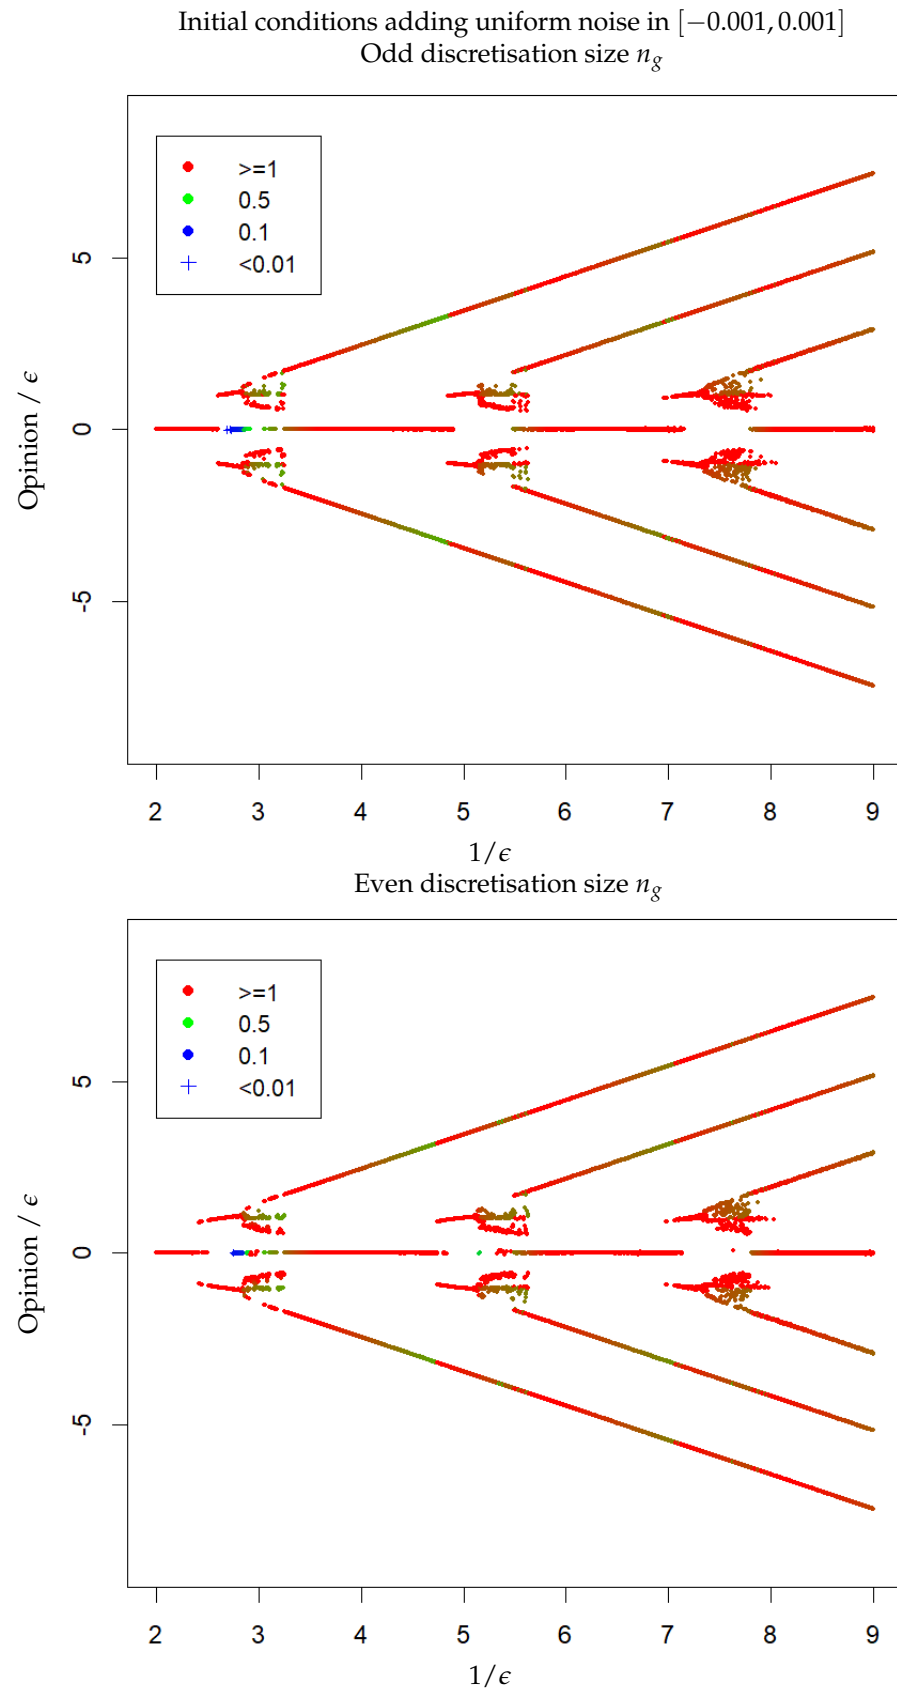 Initial conditions adding uniform noise in [−0.001, 0.001]
Odd discretisation size n_g
>=1
0.5
0.1
<0.01
5
0
-5
Opinion / ϵ
2 3 4 5 6 7 8 9
1/ϵ
Even discretisation size n_g
>=1
0.5
0.1
<0.01
5
0
-5
Opinion / ϵ
2 3 4 5 6 7 8 9
1/ϵ